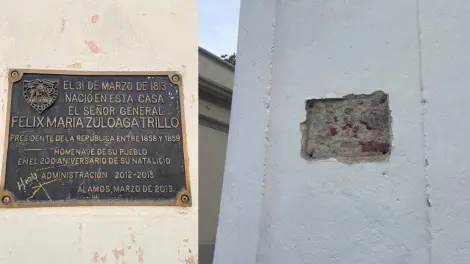 EL 31 DE MARZO DE 1813
NACIÓ EN ESTA CASA
EL SEÑOR GENERAL
FELIX MARIA ZULOAGA TRILLO
PRESIDENTE DE LA REPÚBLICA ENTRE 1858 Y 1859
HOMENAJE DE SU PUEBLO
EN EL 200 ANIVERSARIO DE SU NATALICIO
ADMINISTRACIÓN 2012-2015
ALAMOS, MARZO DE 2013